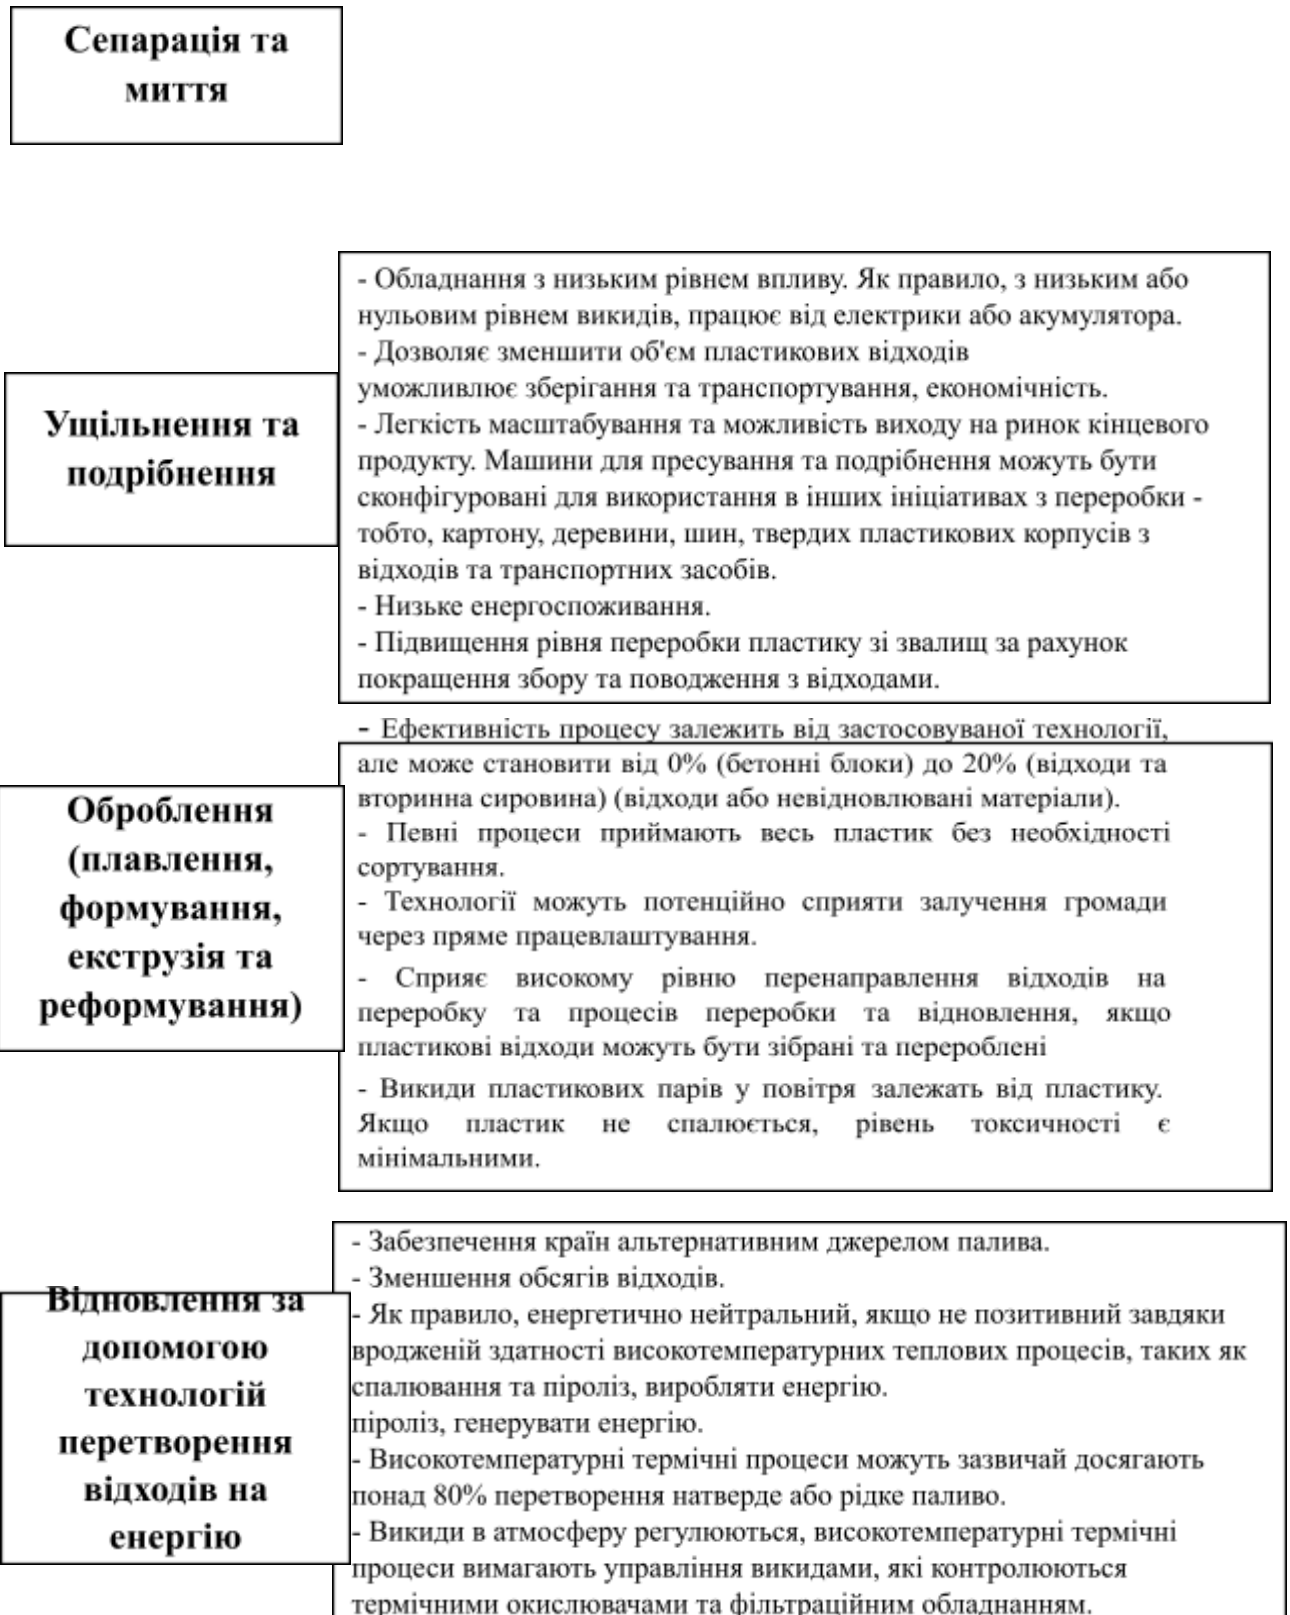 Сепарація та
миття
- Обладнання з низьким рівнем впливу. Як правило, з низьким або
нульовим рівнем викидів, працює від електрики або акумулятора.
- Дозволяє зменшити об'єм пластикових відходів
уможливлює зберігання та транспортування, економічність.
- Легкість масштабування та можливість виходу на ринок кінцевого
продукту. Машини для пресування та подрібнення можуть бути
сконфігуровані для використання в інших ініціативах з переробки -
тобто, картону, деревини, шин, твердих пластикових корпусів з
відходів та транспортних засобів.
- Низьке енергоспоживання.
- Підвищення рівня переробки пластику зі звалищ за рахунок
покращення збору та поводження з відходами.
Ущільнення та
подрібнення
- Ефективність процесу залежить від застосовуваної технології,
але може становити від 0% (бетонні блоки) до 20% (відходи та
вторинна сировина) (відходи або невідновлювані матеріали).
- Певні процеси приймають весь пластик без необхідності
сортування.
- Технології можуть потенційно сприяти залучення громади
через пряме працевлаштування.
- Сприяє високому рівню перенаправлення відходів на
переробку та процесів переробки та відновлення, якщо
пластикові відходи можуть бути зібрані та перероблені
- Викиди пластикових парів у повітря залежать від пластику.
Якщо пластик не спалюється, рівень токсичності є
мінімальними.
Оброблення
(плавлення,
формування,
екструзія та
реформування)
- Забезпечення країн альтернативним джерелом палива.
- Зменшення обсягів відходів.
- Як правило, енергетично нейтральний, якщо не позитивний завдяки
вродженій здатності високотемпературних теплових процесів, таких як
спалювання та піроліз, виробляти енергію.
піроліз, генерувати енергію.
- Високотемпературні термічні процеси можуть зазвичай досягають
понад 80% перетворення натверде або рідке паливо.
- Викиди в атмосферу регулюються, високотемпературні термічні
процеси вимагають управління викидами, які контролюються
термічними окислювачами та фільтраційним обладнанням.
Відновлення за
допомогою
технологій
перетворення
відходів на
енергію